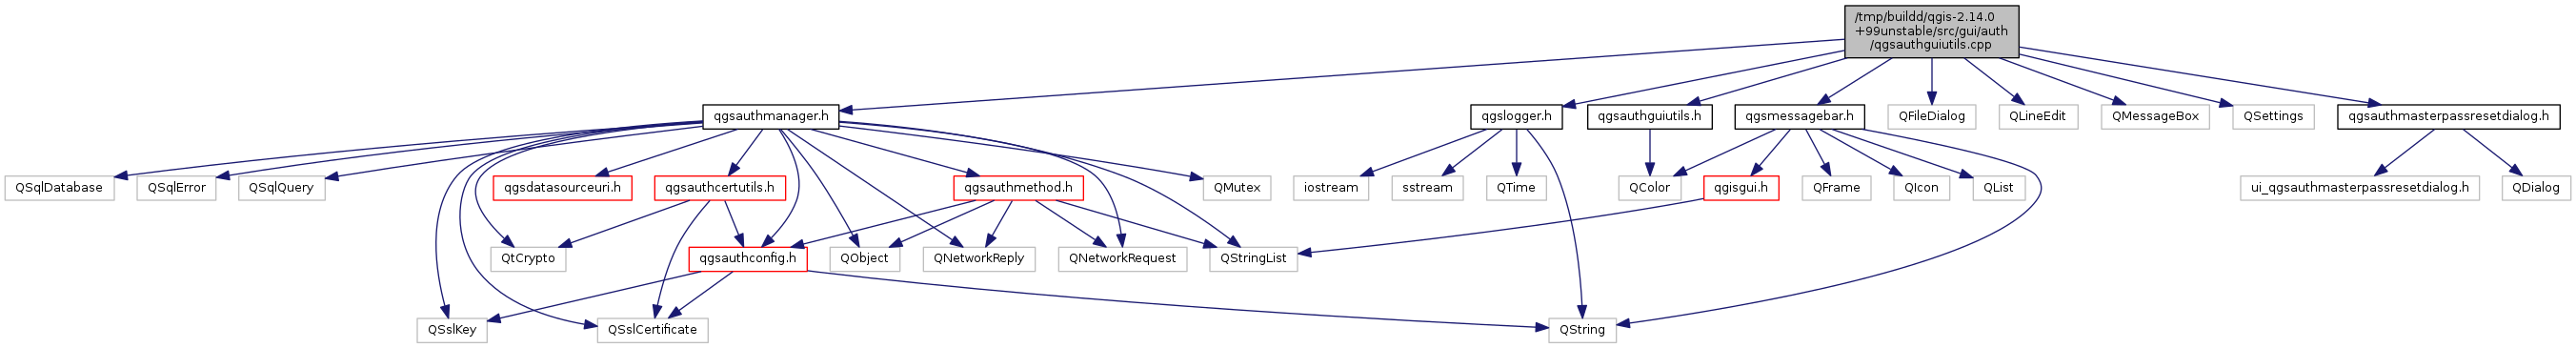 /tmp/buildd/qgis-2.14.0
+99unstable/src/gui/auth
/qgsauthguiutils.cpp
qgsauthmanager.h
qgslogger.h
qgsauthguiutils.h
qgsmessagebar.h
QFileDialog
QLineEdit
QMessageBox
QSettings
qgsauthmasterpassresetdialog.h
QSqlDatabase
QSqlError
QSqlQuery
qgsdatasourceuri.h
qgsauthcertutils.h
qgsauthmethod.h
QMutex
iostream
sstream
QTime
QColor
qgisgui.h
QFrame
QIcon
QList
ui_qgsauthmasterpassresetdialog.h
QDialog
QtCrypto
qgsauthconfig.h
QObject
QNetworkReply
QNetworkRequest
QStringList
QSslKey
QSslCertificate
QString